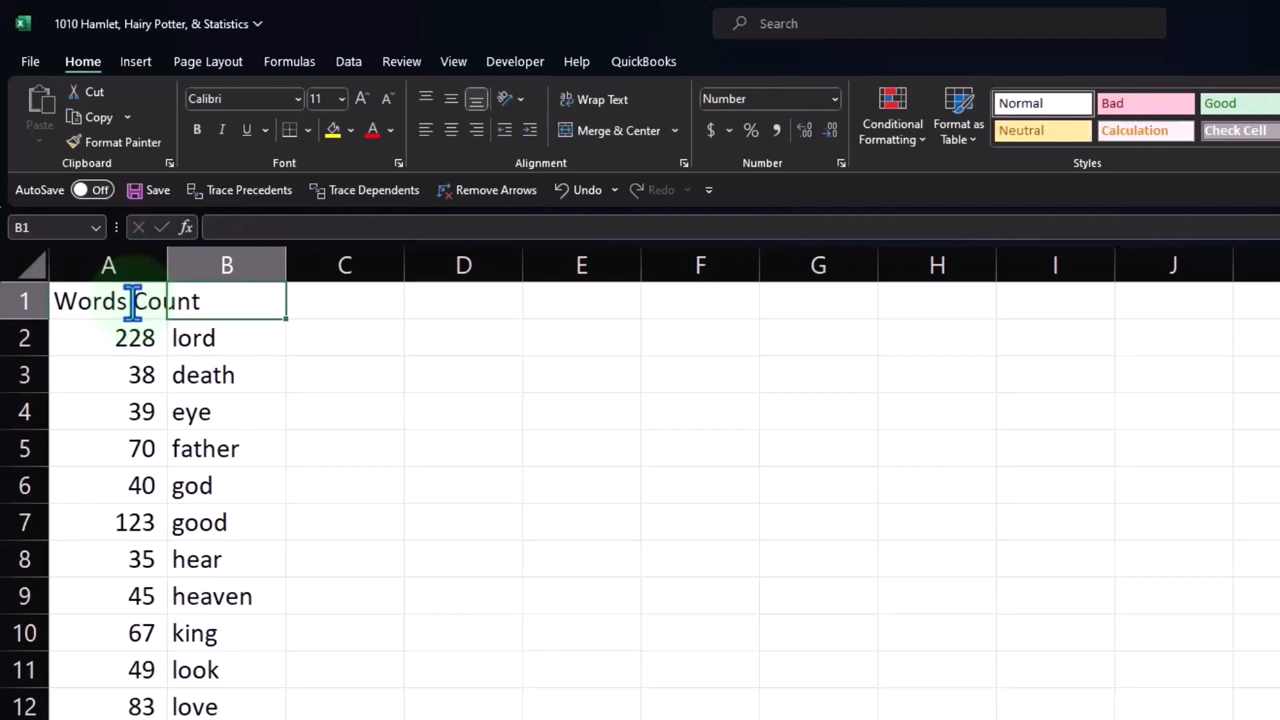 1010 Hamlet, Hairy Potter, & Statistics
Search
File Home Insert Page Layout Formulas Data Review View Developer Help QuickBooks
Paste
Cut
Copy
Format Painter
Clipboard
Calibri 11 A A
B I U A
Font
Wrap Text
Merge & Center
Alignment
Number
$ % 9 .00 .00
Number
Conditional Formatting
Format as Table
Normal Bad Good
Neutral Calculation Check Cell
Styles
AutoSave Off Save Trace Precedents Trace Dependents Remove Arrows Undo Redo
B1 fx
A B C D E F G H I J
1 Words Count
2 228 lord
3 38 death
4 39 eye
5 70 father
6 40 god
7 123 good
8 35 hear
9 45 heaven
10 67 king
11 49 look
12 83 love